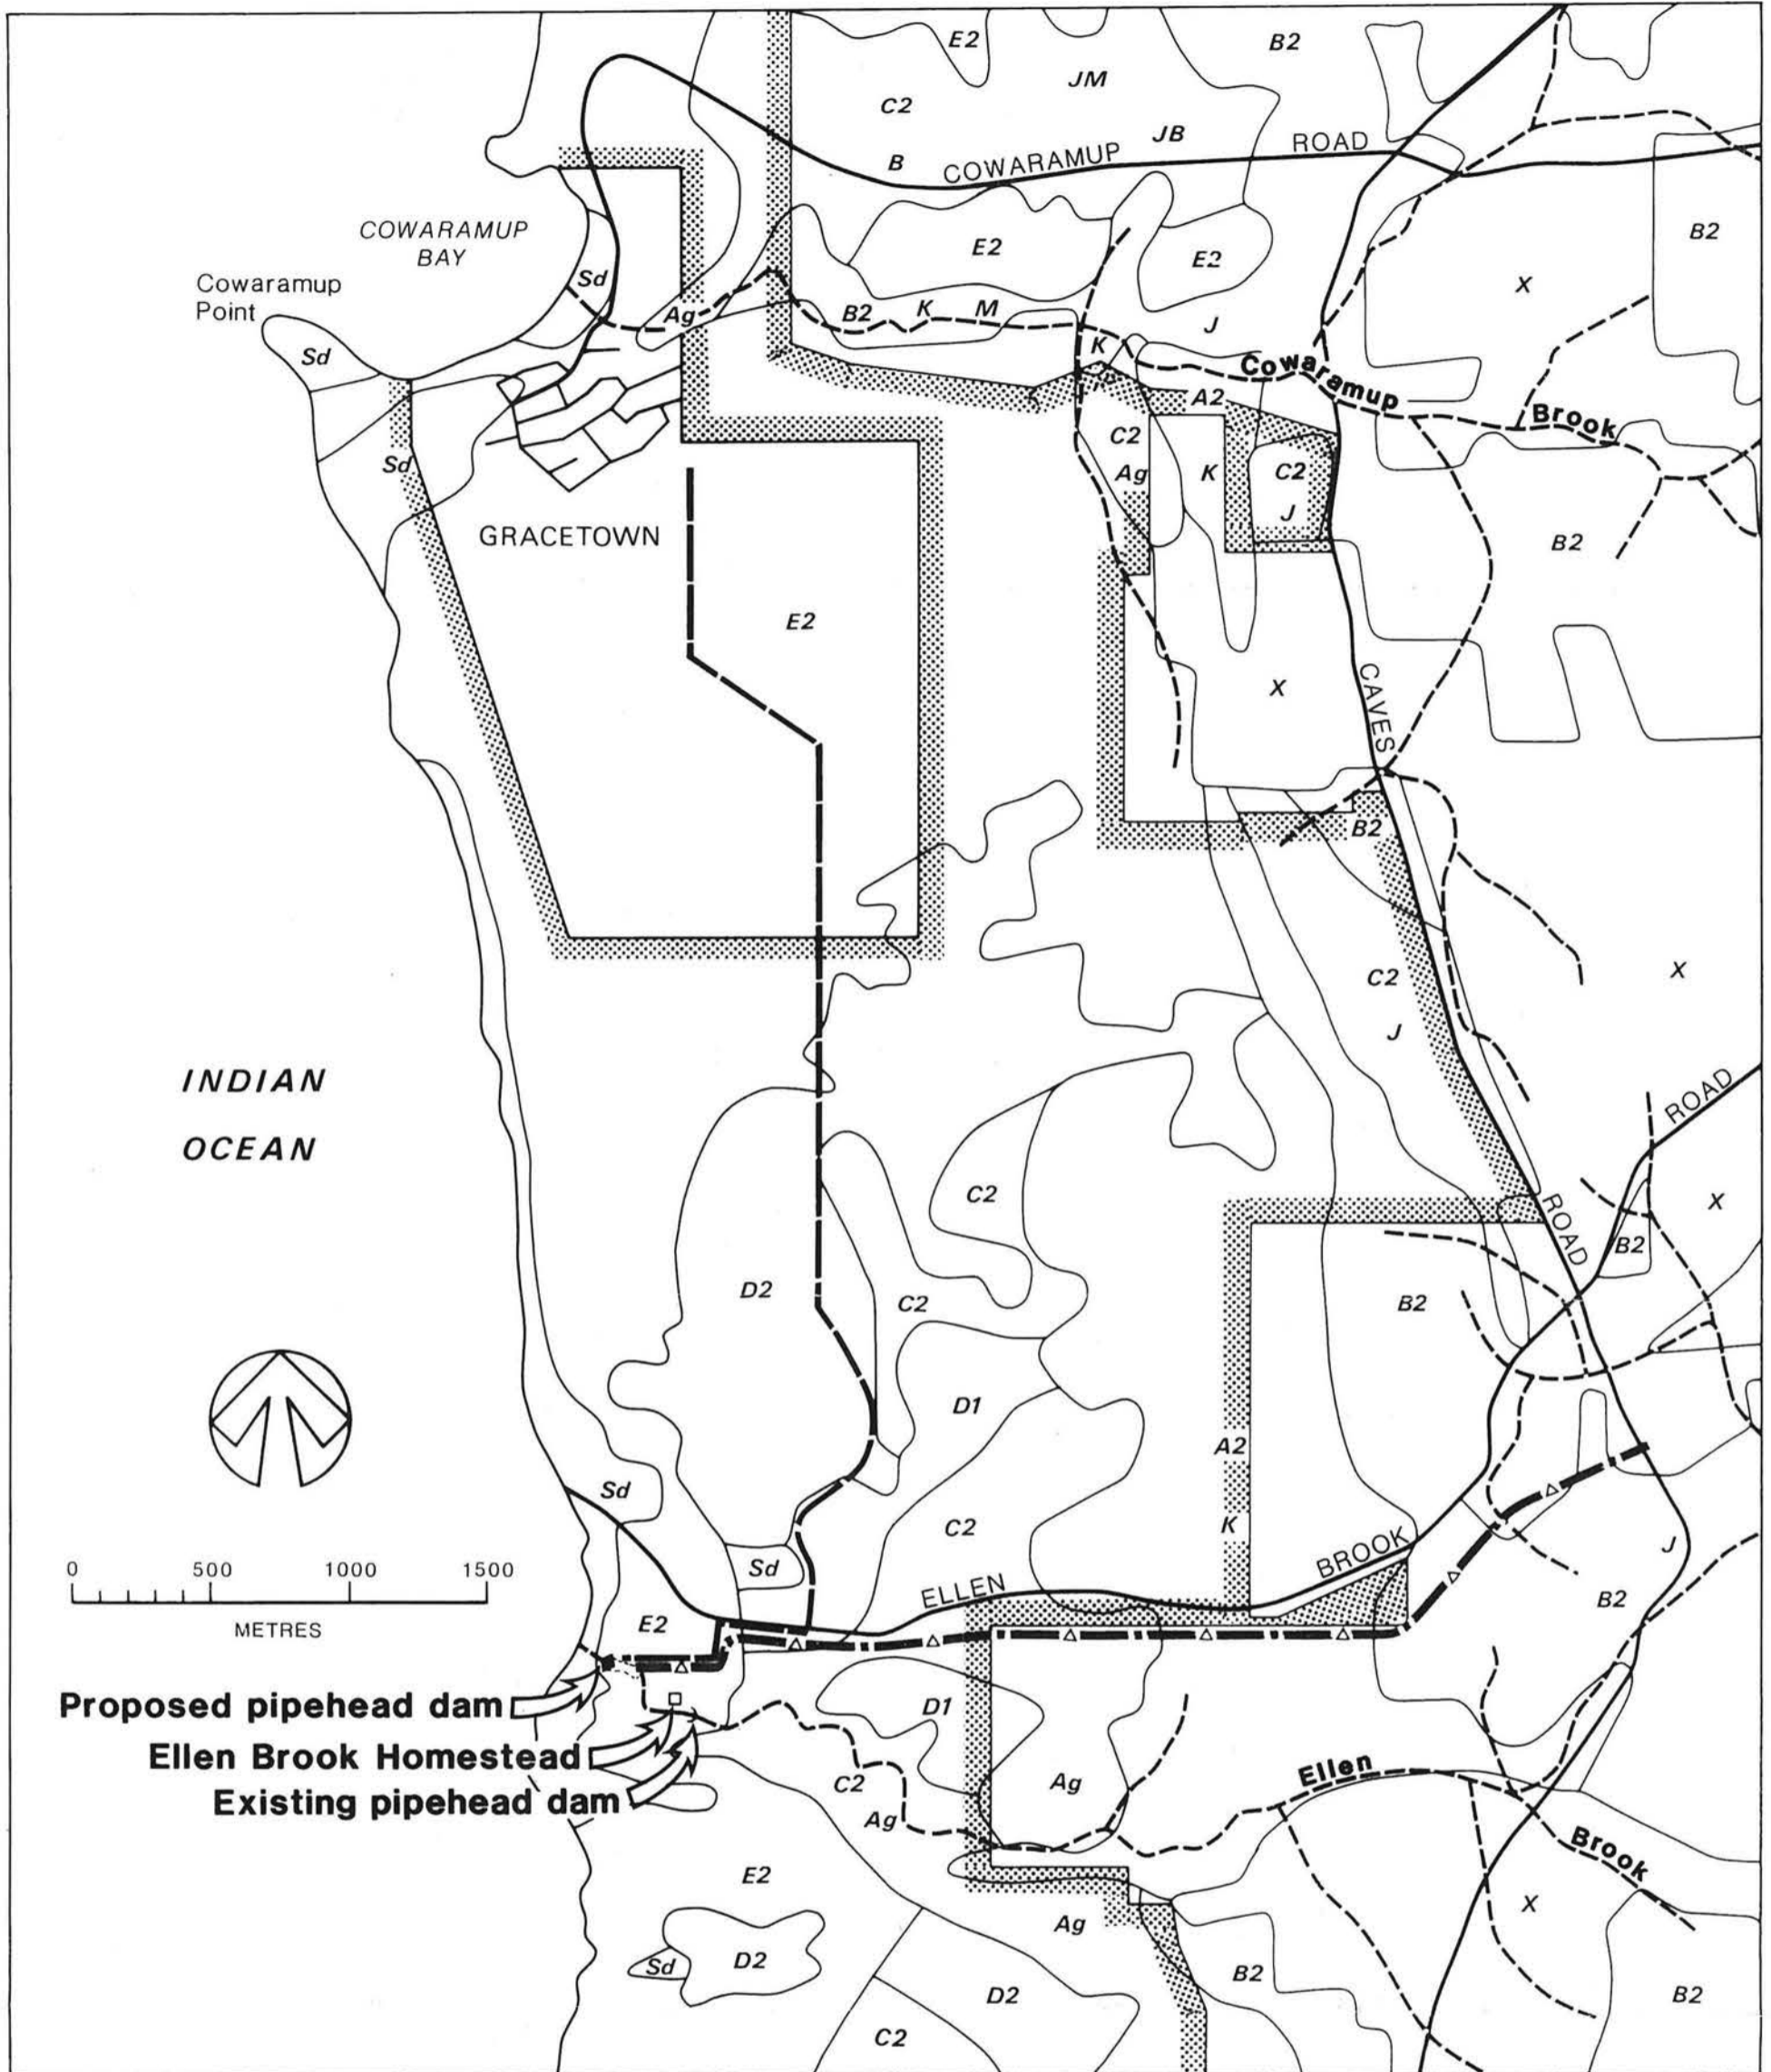 E2
B2
JM
C2
JB
B
COWARAMUP
ROAD
COWARAMUP
BAY
E2
E2
B2
Cowaramup
Point
Sd
X
Ag
B2
K
M
J
Sd
K
Cowaramup
Brook
A2
C2
Sd
Ag
K
C2
J
GRACETOWN
B2
E2
CAVES
X
B2
C2
X
J
INDIAN
OCEAN
ROAD
C2
X
ROAD
B2
D2
C2
B2
D1
A2
Sd
C2
K
0 500 1000 1500
METRES
Sd
BROOK
J
ELLEN
B2
E2
Proposed pipehead dam
D1
Ellen Brook Homestead
Existing pipehead dam
C2
Ag
Ellen
Ag
Brook
E2
X
Ag
Sd
D2
B2
D2
B2
C2